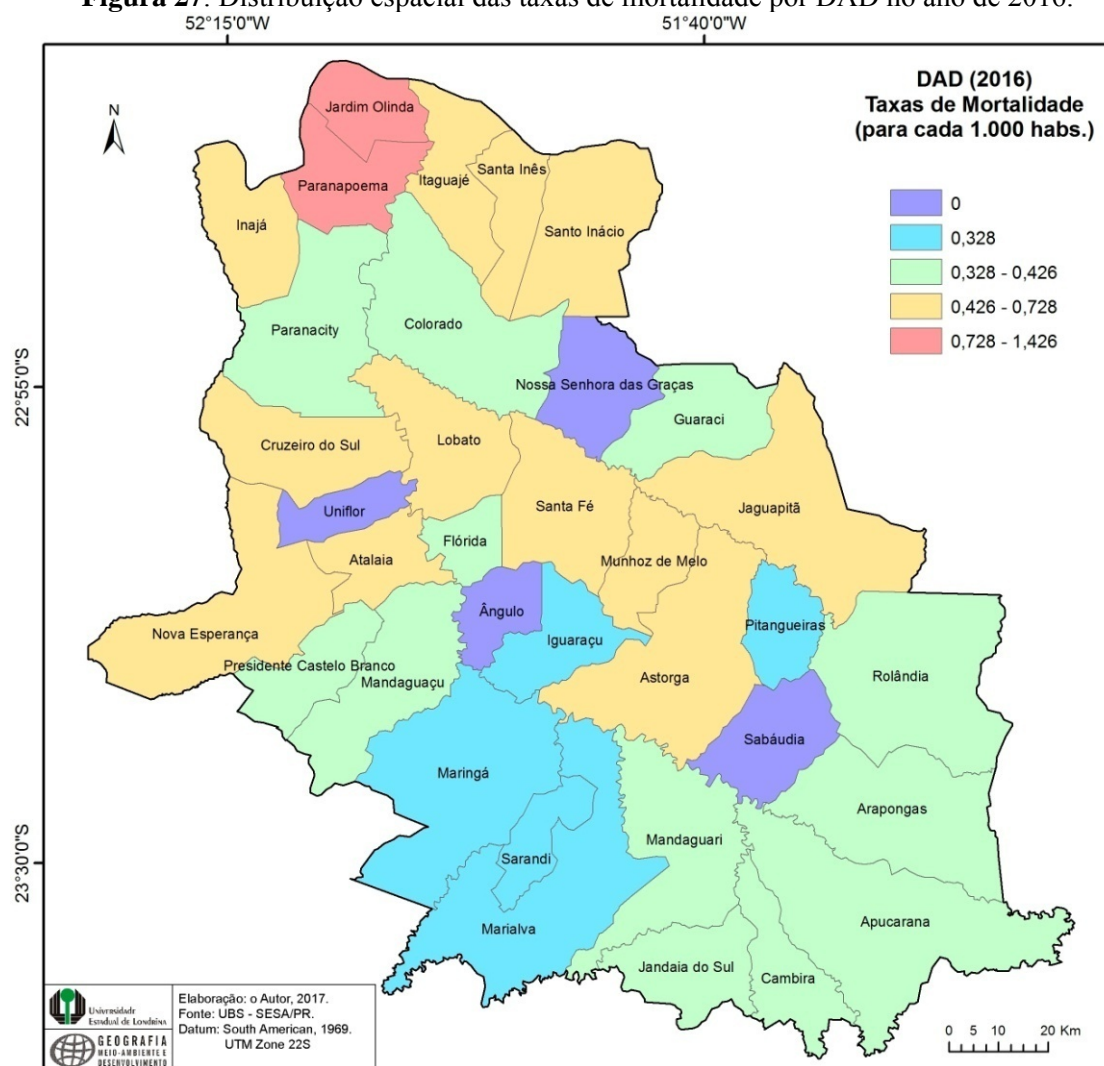 Figura 27. Distribuição espacial das taxas de mortalidade por DAD no ano de 2016.
52°15'0"W
51°40'0"W
DAD (2016)
Taxas de Mortalidade
(para cada 1.000 habs.)
0
0,328
0,328 - 0,426
0,426 - 0,728
0,728 - 1,426
N
Jardim Olinda
Paranapoema
Itaguajé
Santa Inês
Inajá
Santo Inácio
Paranacity
Colorado
22°55'0"S
Nossa Senhora das Graças
Guaraci
Cruzeiro do Sul
Lobato
Uniflor
Santa Fé
Jaguapitã
Flórida
Atalaia
Munhoz de Melo
Ângulo
Iguaraçu
Pitangueiras
Nova Esperança
Presidente Castelo Branco
Mandaguaçu
Astorga
Rolândia
Sabáudia
Maringá
Arapongas
Mandaguari
23°30'0"S
Sarandi
Marialva
Apucarana
Jandaia do Sul
Cambira
Universidade
Estadual de Londrina
GEOGRAFIA
MEIO-AMBIENTE E
DESENVOLVIMENTO
Elaboração: o Autor, 2017.
Fonte: UBS - SESA/PR.
Datum: South American, 1969.
UTM Zone 22S
0 5 10 20 Km